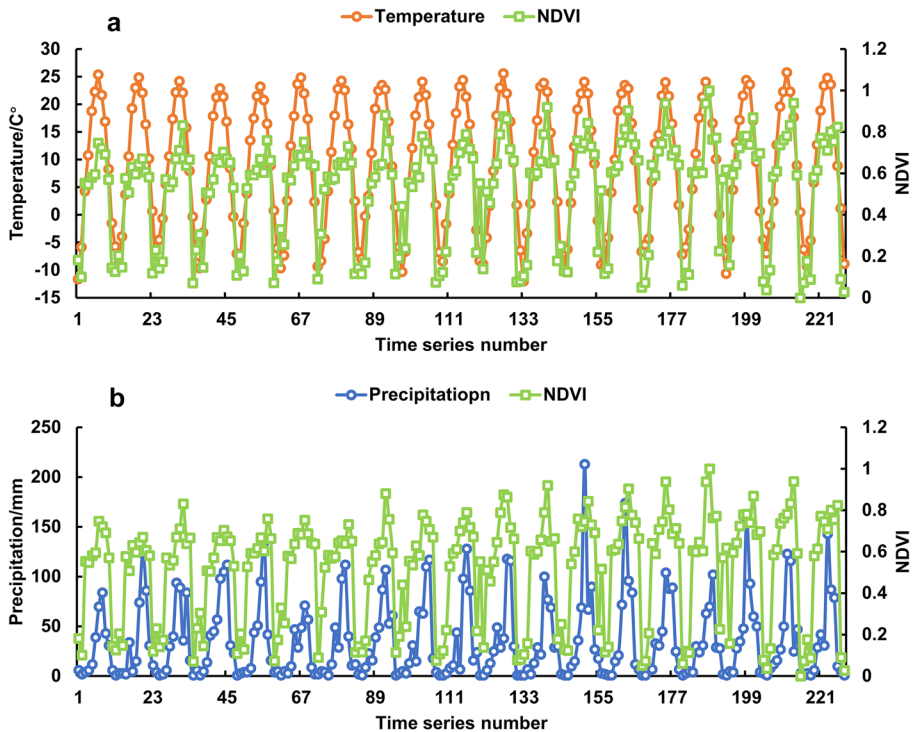 a
Temperature NDVI
30 1.2
25 1
20
15 0.8
10 0.6
5
0 0.4
-5 0.2
-10
-15 0
Temperature/C°
NDVI
1 23 45 67 89 111 133 155 177 199 221
Time series number
b
Precipitatiopn NDVI
250 1.2
200 1
150 0.8
0.6
100 0.4
50 0.2
0 0
Precipitation/mm
NDVI
1 23 45 67 89 111 133 155 177 199 221
Time series number